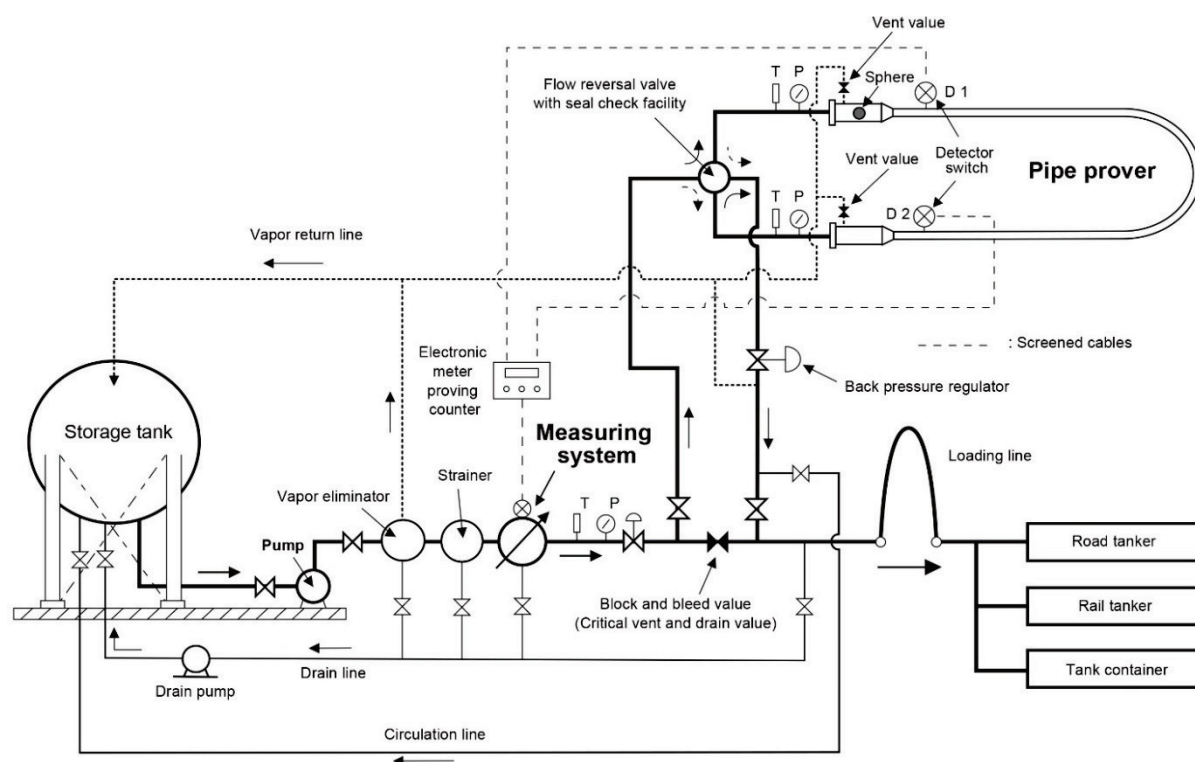 Vent value
T
P
Sphere
D 1
Flow reversal valve
with seal check facility
Vent value
Detector
switch
Pipe prover
T
P
D 2
Vapor return line
: Screened cables
Electronic
meter
proving
counter
Back pressure regulator
Storage tank
Measuring
system
Loading line
Strainer
Vapor eliminator
T
P
Pump
Road tanker
Block and bleed value
(Critical vent and drain value)
Rail tanker
Drain line
Drain pump
Tank container
Circulation line